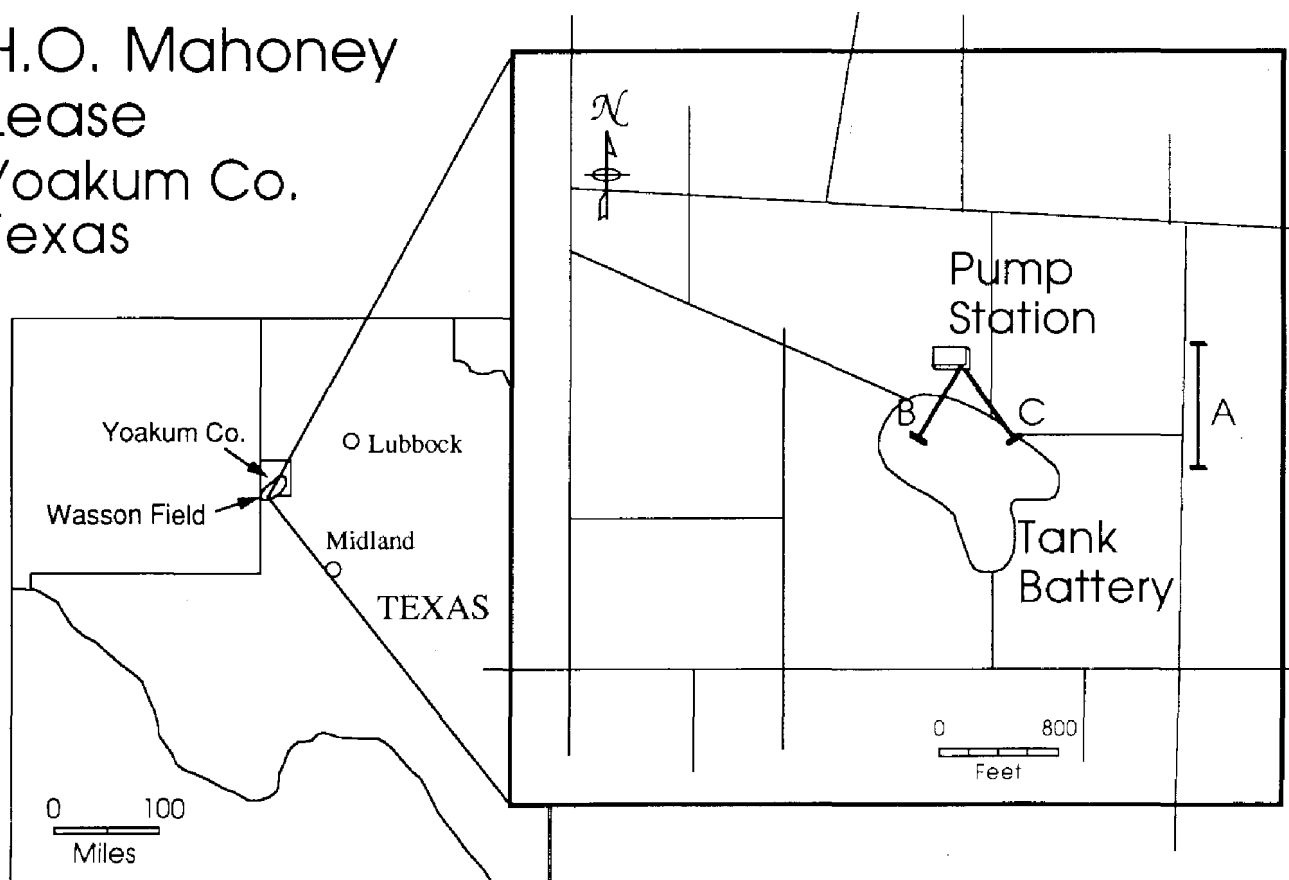 H.O. Mahoney
Lease
Yoakum Co.
Texas
N
Pump
Station
B
C
A
Yoakum Co.
Lubbock
Wasson Field
Midland
TEXAS
Tank
Battery
0 800
Feet
0 100
Miles